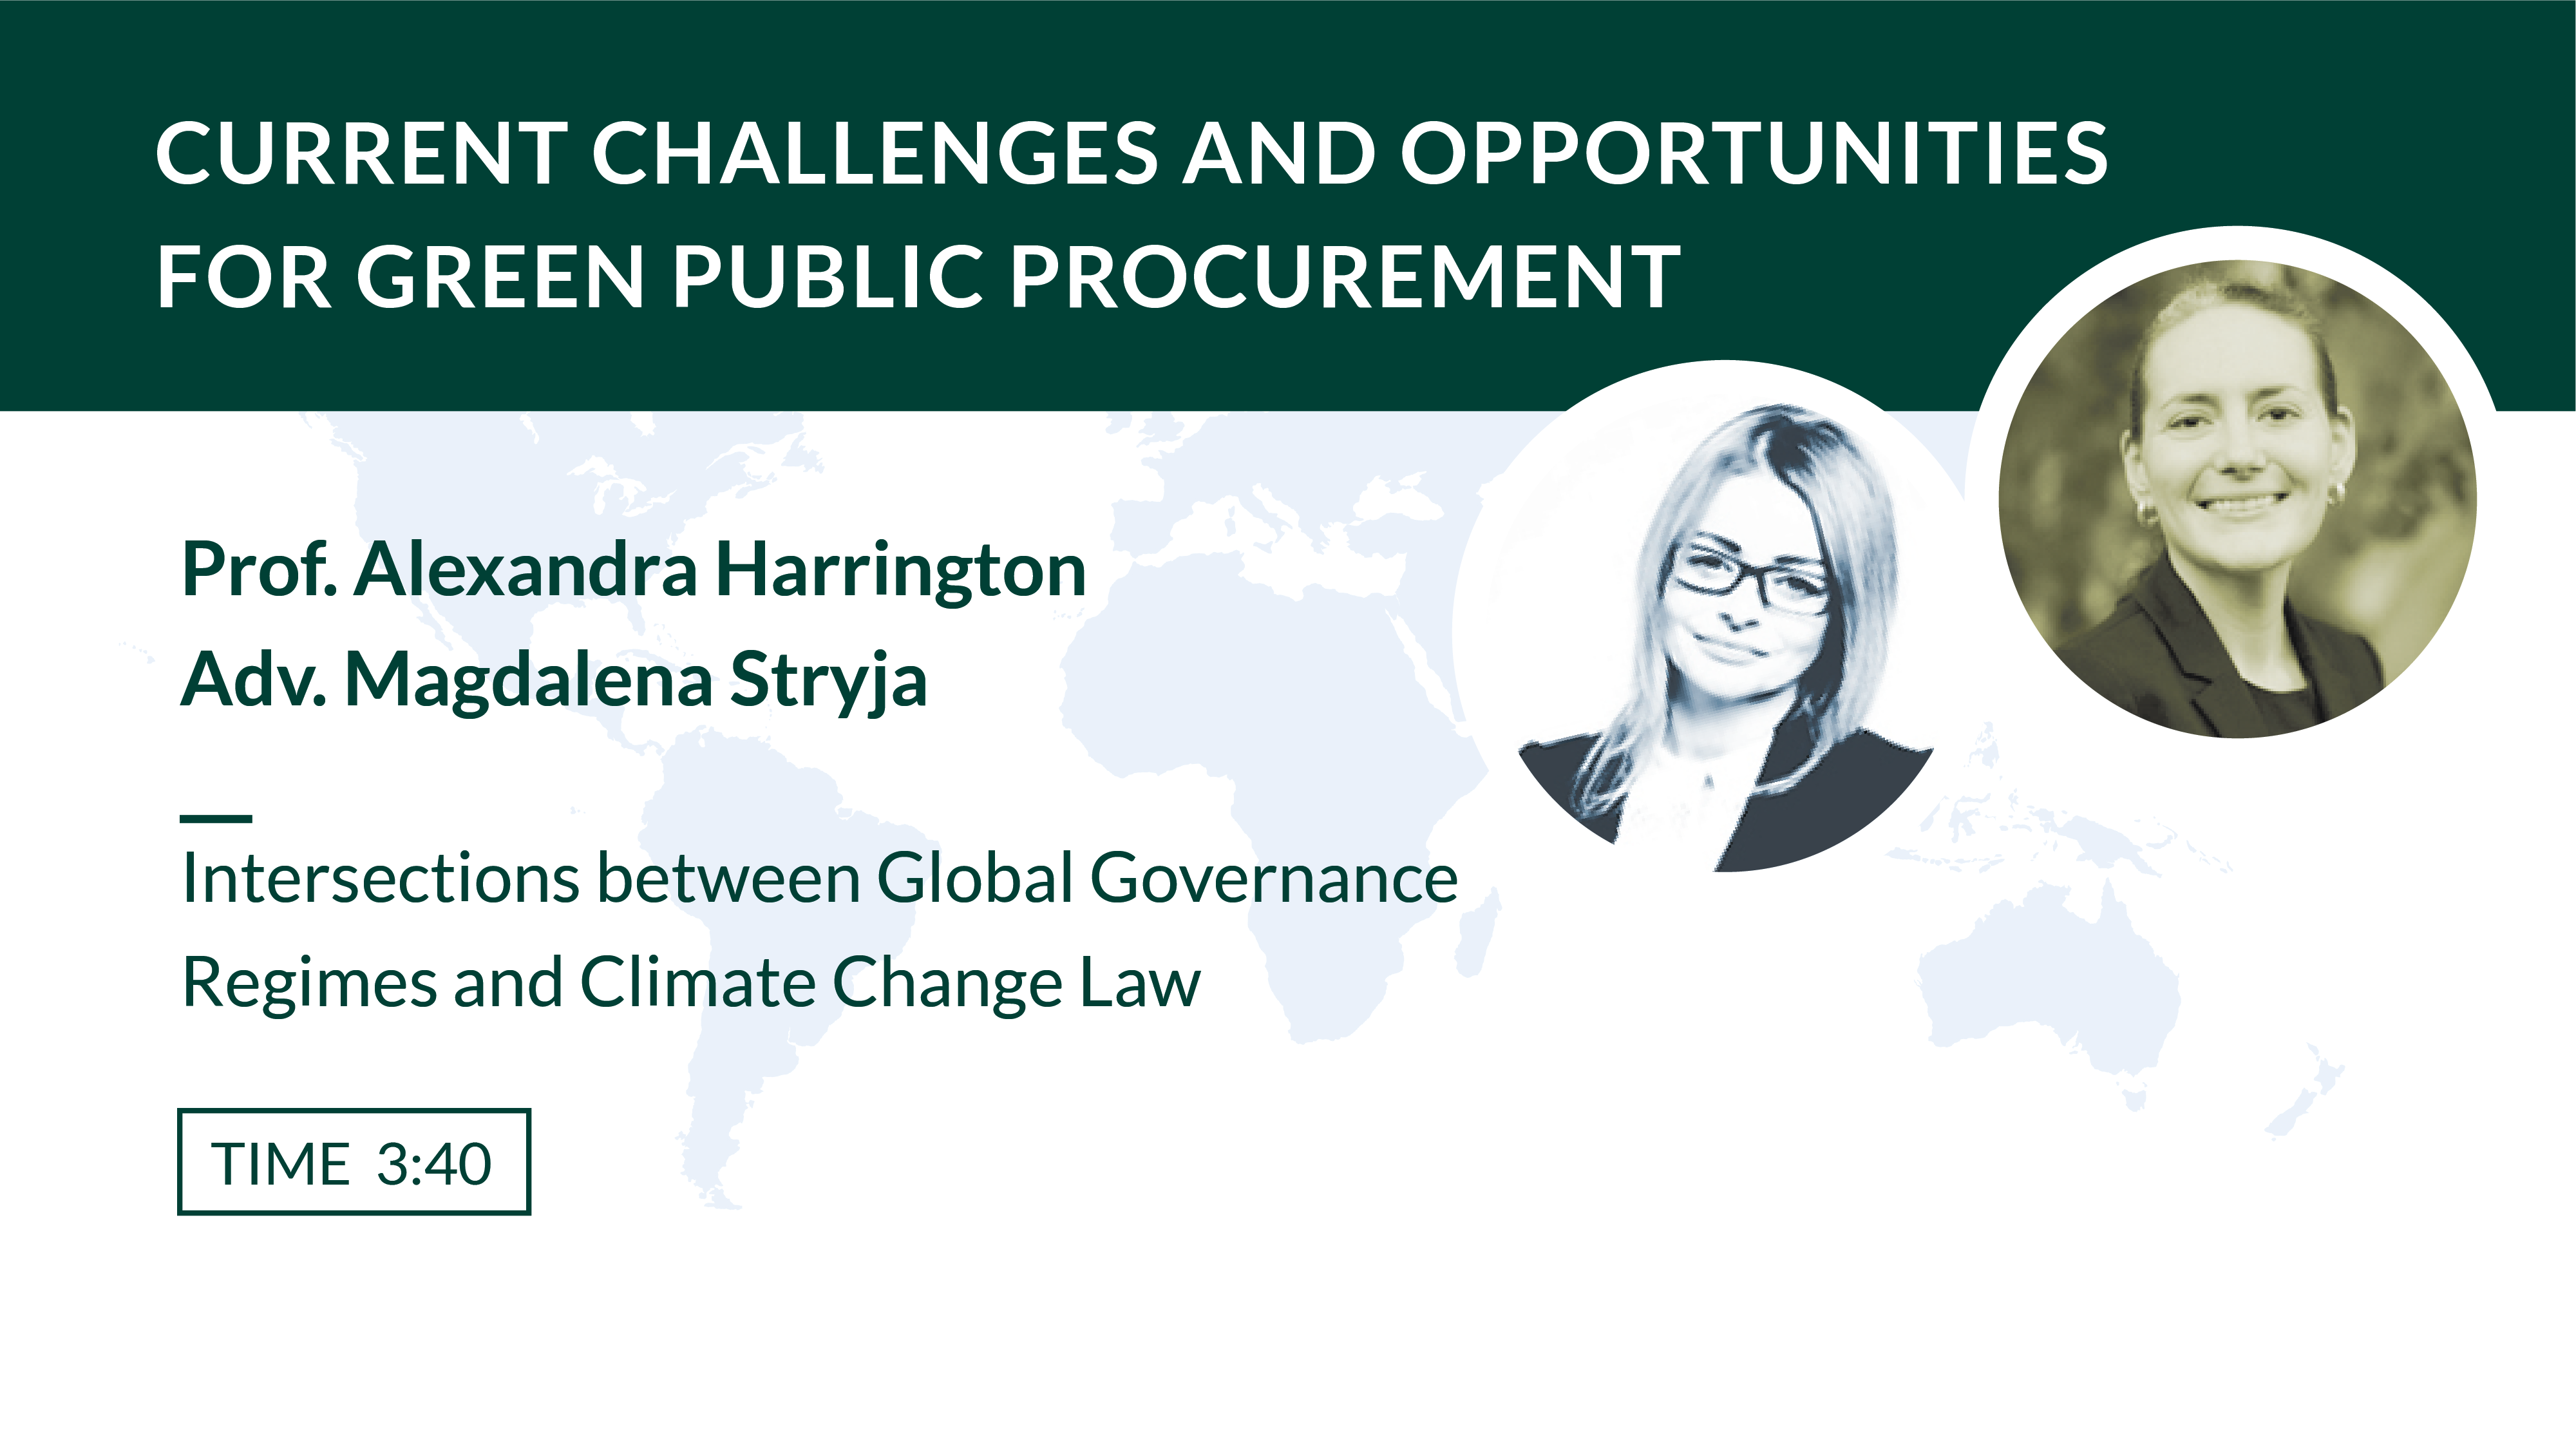 CURRENT CHALLENGES AND OPPORTUNITIES
FOR GREEN PUBLIC PROCUREMENT
Prof. Alexandra Harrington
Adv. Magdalena Stryja
Intersections between Global Governance
Regimes and Climate Change Law
TIME 3:40